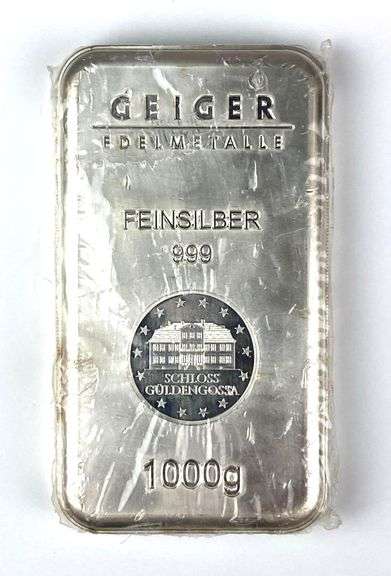 GEIGER
EDELMETALLE
FEINSILBER
999
SCHLOSS
GÜLDENGOSSA
1000g